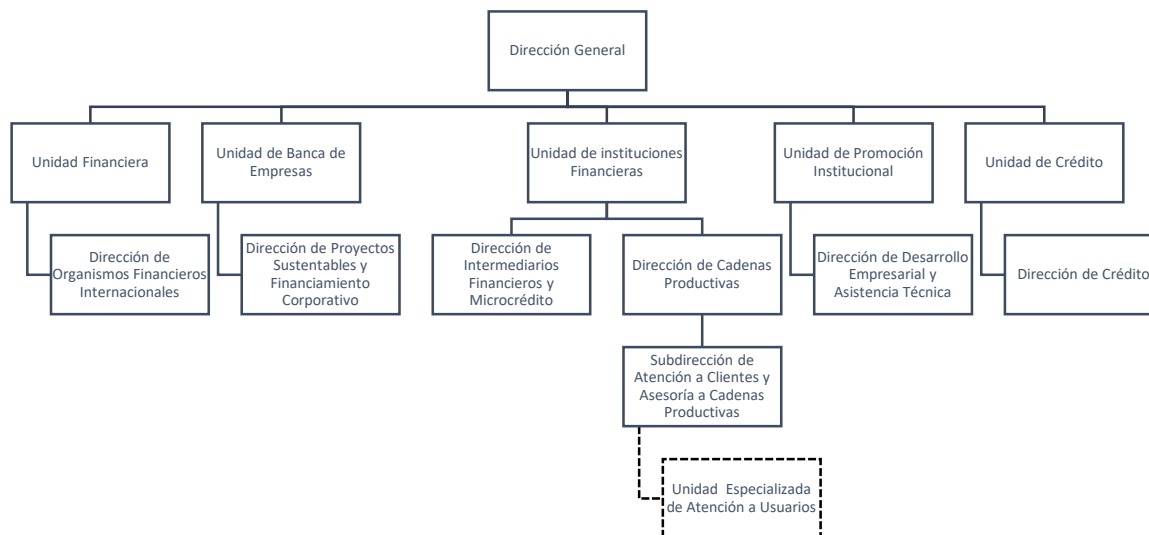 Dirección General
Unidad Financiera
Unidad de Banca de
Empresas
Unidad de instituciones
Financieras
Unidad de Promoción
Institucional
Unidad de Crédito
Dirección de
Organismos Financieros
Internacionales
Dirección de Proyectos
Sustentables y
Financiamiento
Corporativo
Dirección de
Intermediarios
Financieros y
Microcrédito
Dirección de Cadenas
Productivas
Dirección de Desarrollo
Empresarial y
Asistencia Técnica
Dirección de Crédito
Subdirección de
Atención a Clientes y
Asesoría a Cadenas
Productivas
Unidad Especializada
de Atención a Usuarios